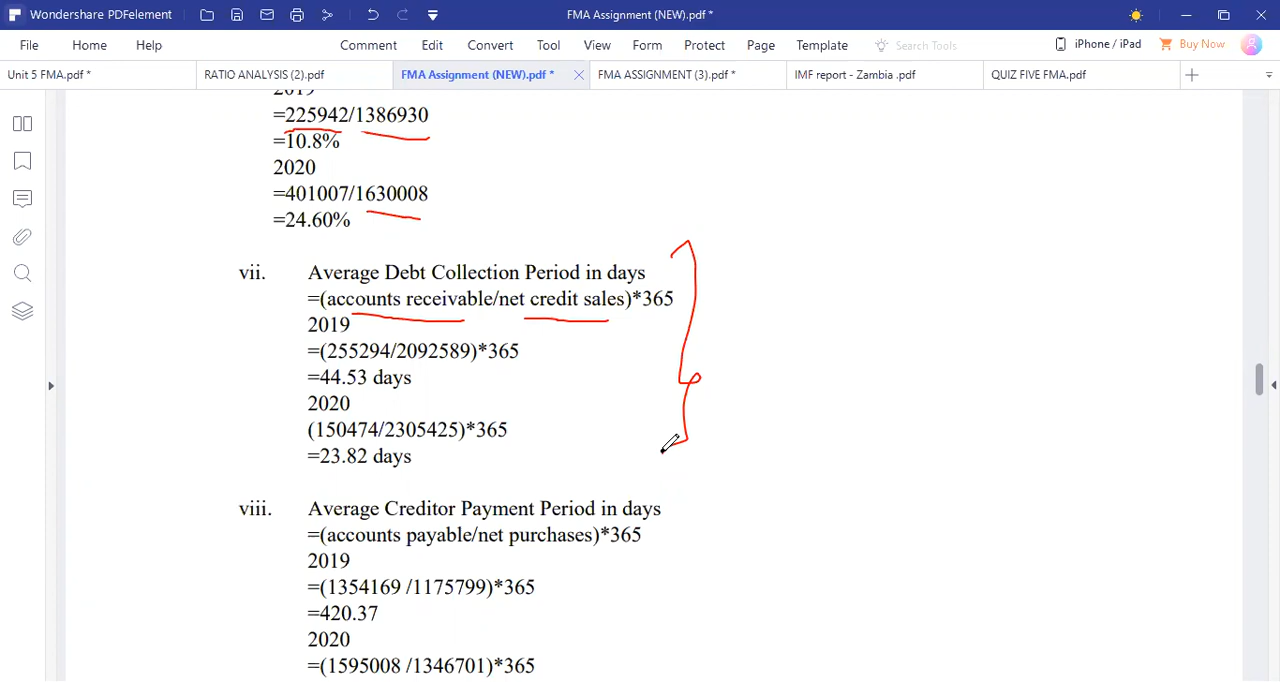 Wondershare PDFelement
FMA Assignment (NEW).pdf *
File Home Help Comment Edit Convert Tool View Form Protect Page Template Search Tools iPhone / iPad Buy Now
Unit 5 FMA.pdf * RATIO ANALYSIS (2).pdf FMA Assignment (NEW).pdf * FMA ASSIGNMENT (3).pdf * IMF report - Zambia .pdf QUIZ FIVE FMA.pdf
2019
=225942/1386930
=10.8%
2020
=401007/1630008
=24.60%
vii. Average Debt Collection Period in days
=(accounts receivable/net credit sales)*365
2019
=(255294/2092589)*365
=44.53 days
2020
(150474/2305425)*365
=23.82 days
viii. Average Creditor Payment Period in days
=(accounts payable/net purchases)*365
2019
=(1354169 /1175799)*365
=420.37
2020
=(1595008 /1346701)*365